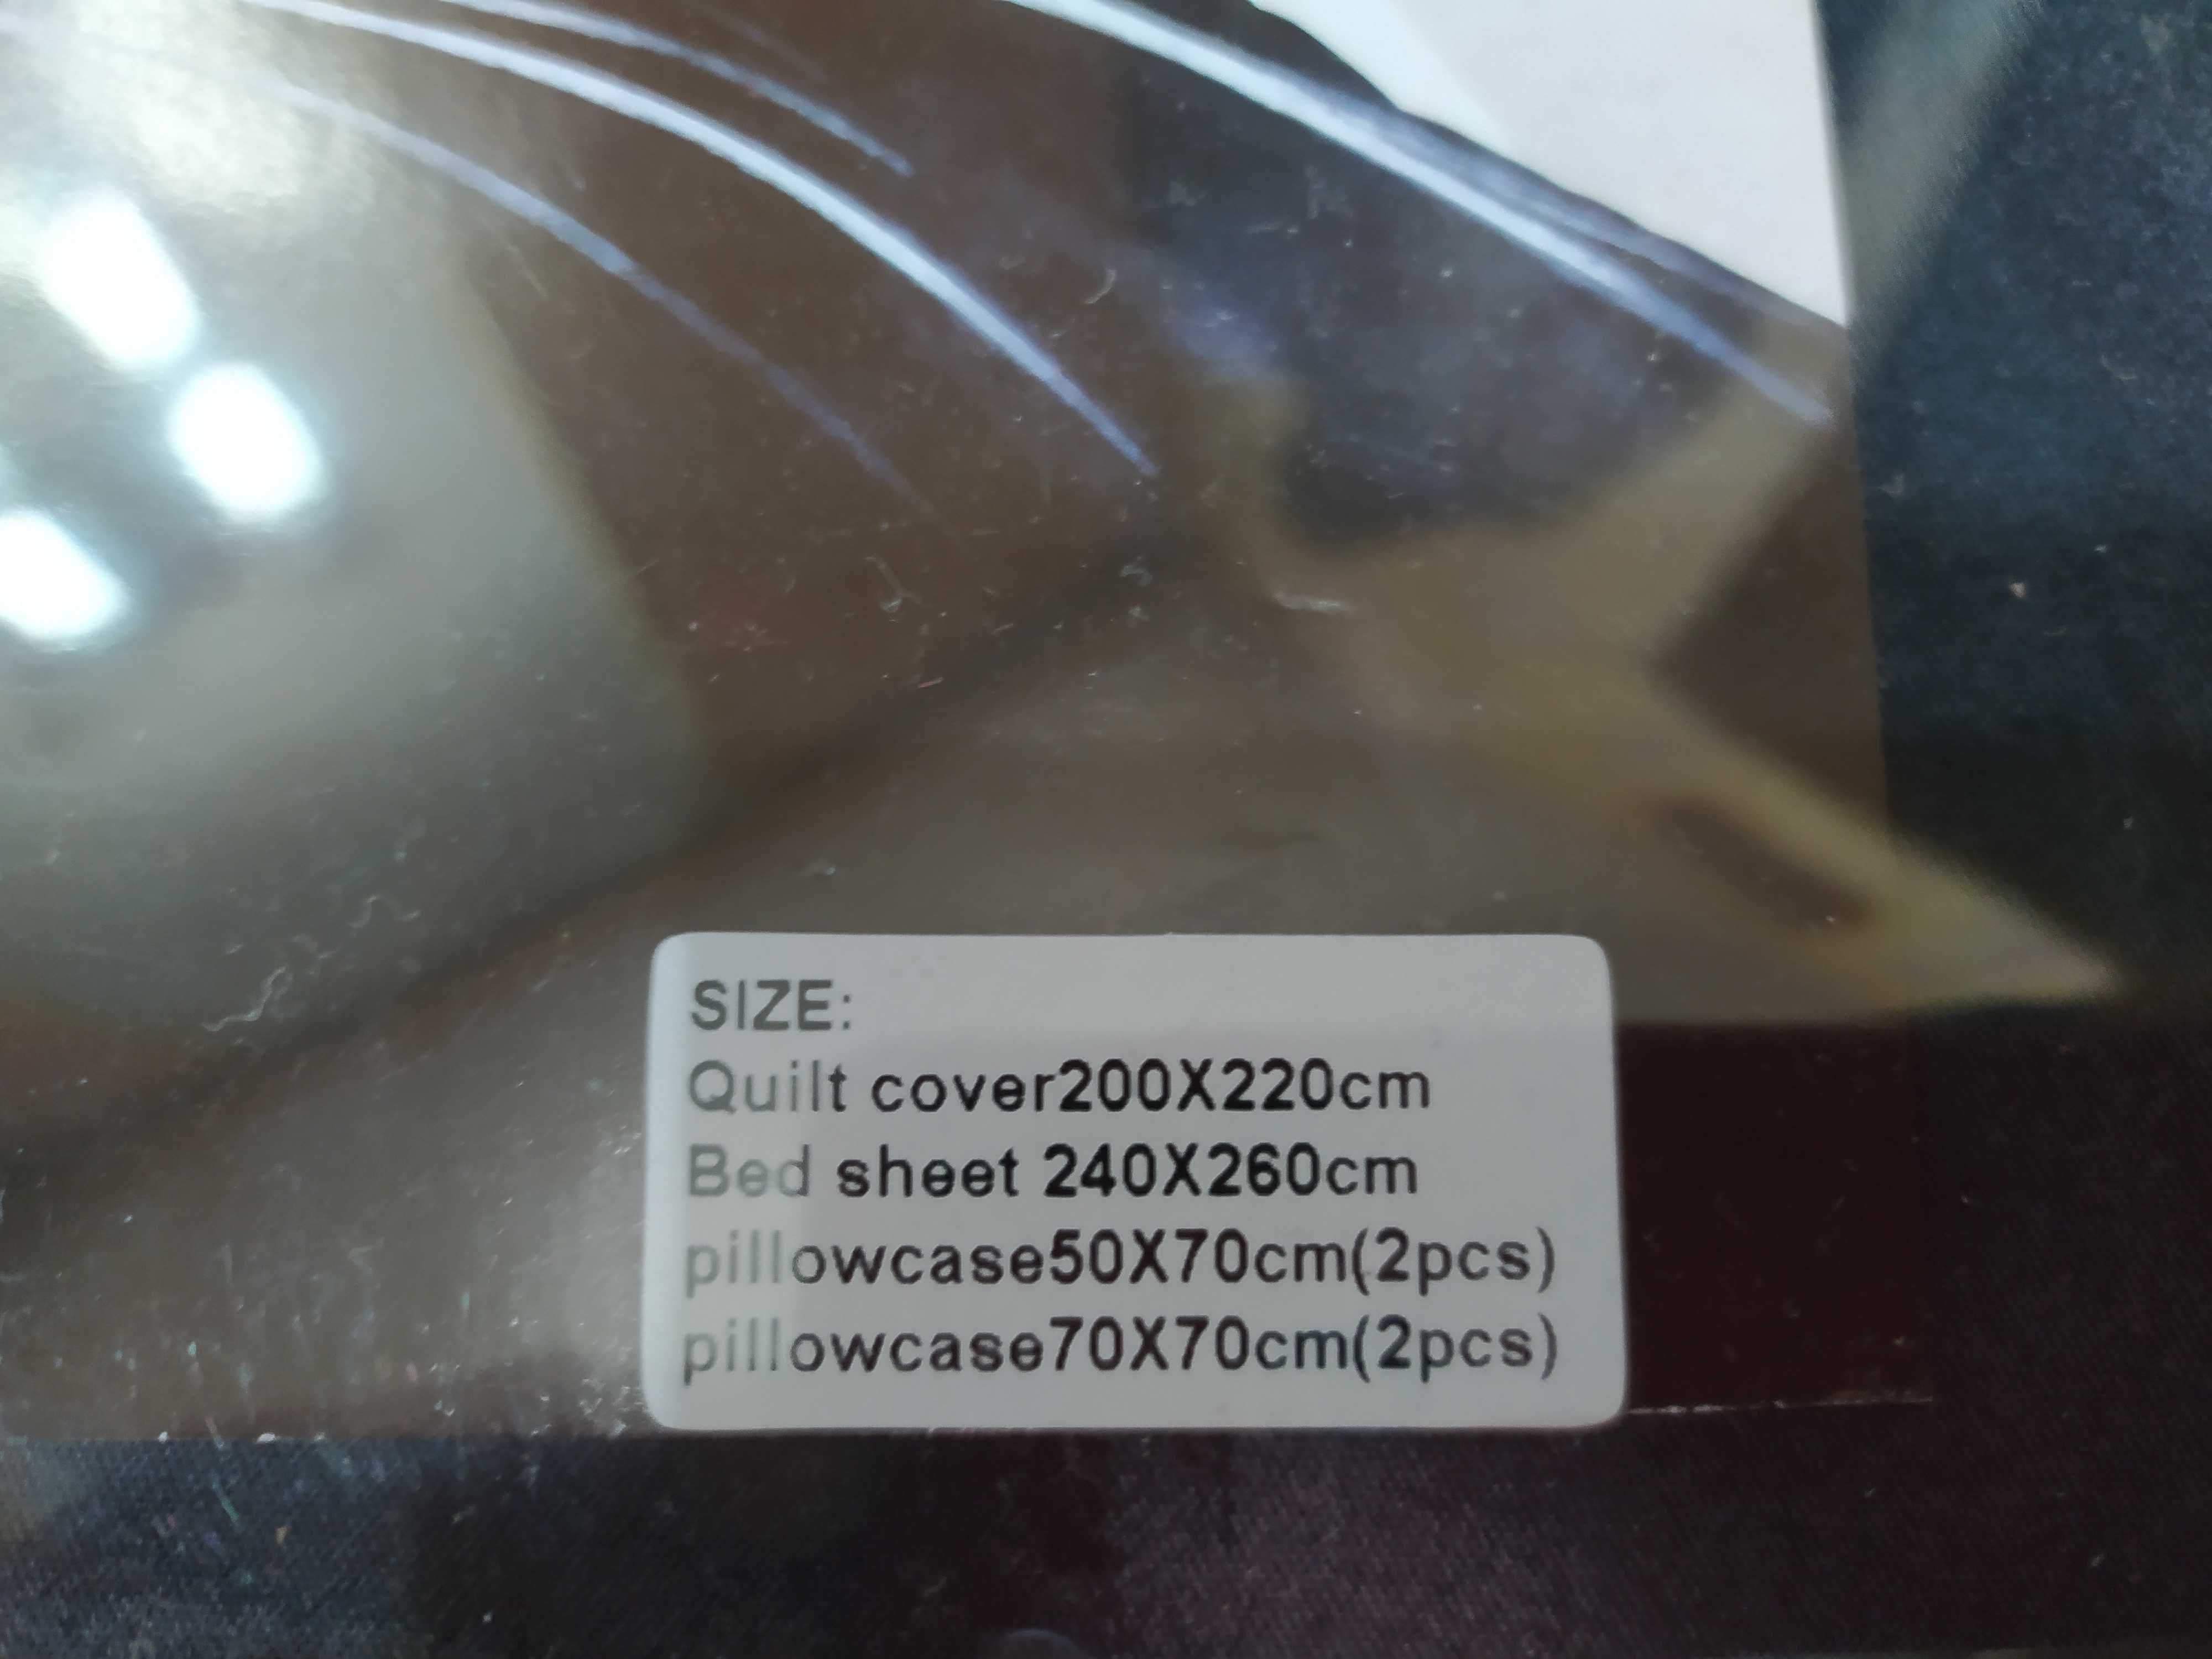 SIZE:
Quilt cover200X220cm
Bed sheet 240X260cm
pillowcase50X70cm(2pcs)
pillowcase70X70cm(2pcs)